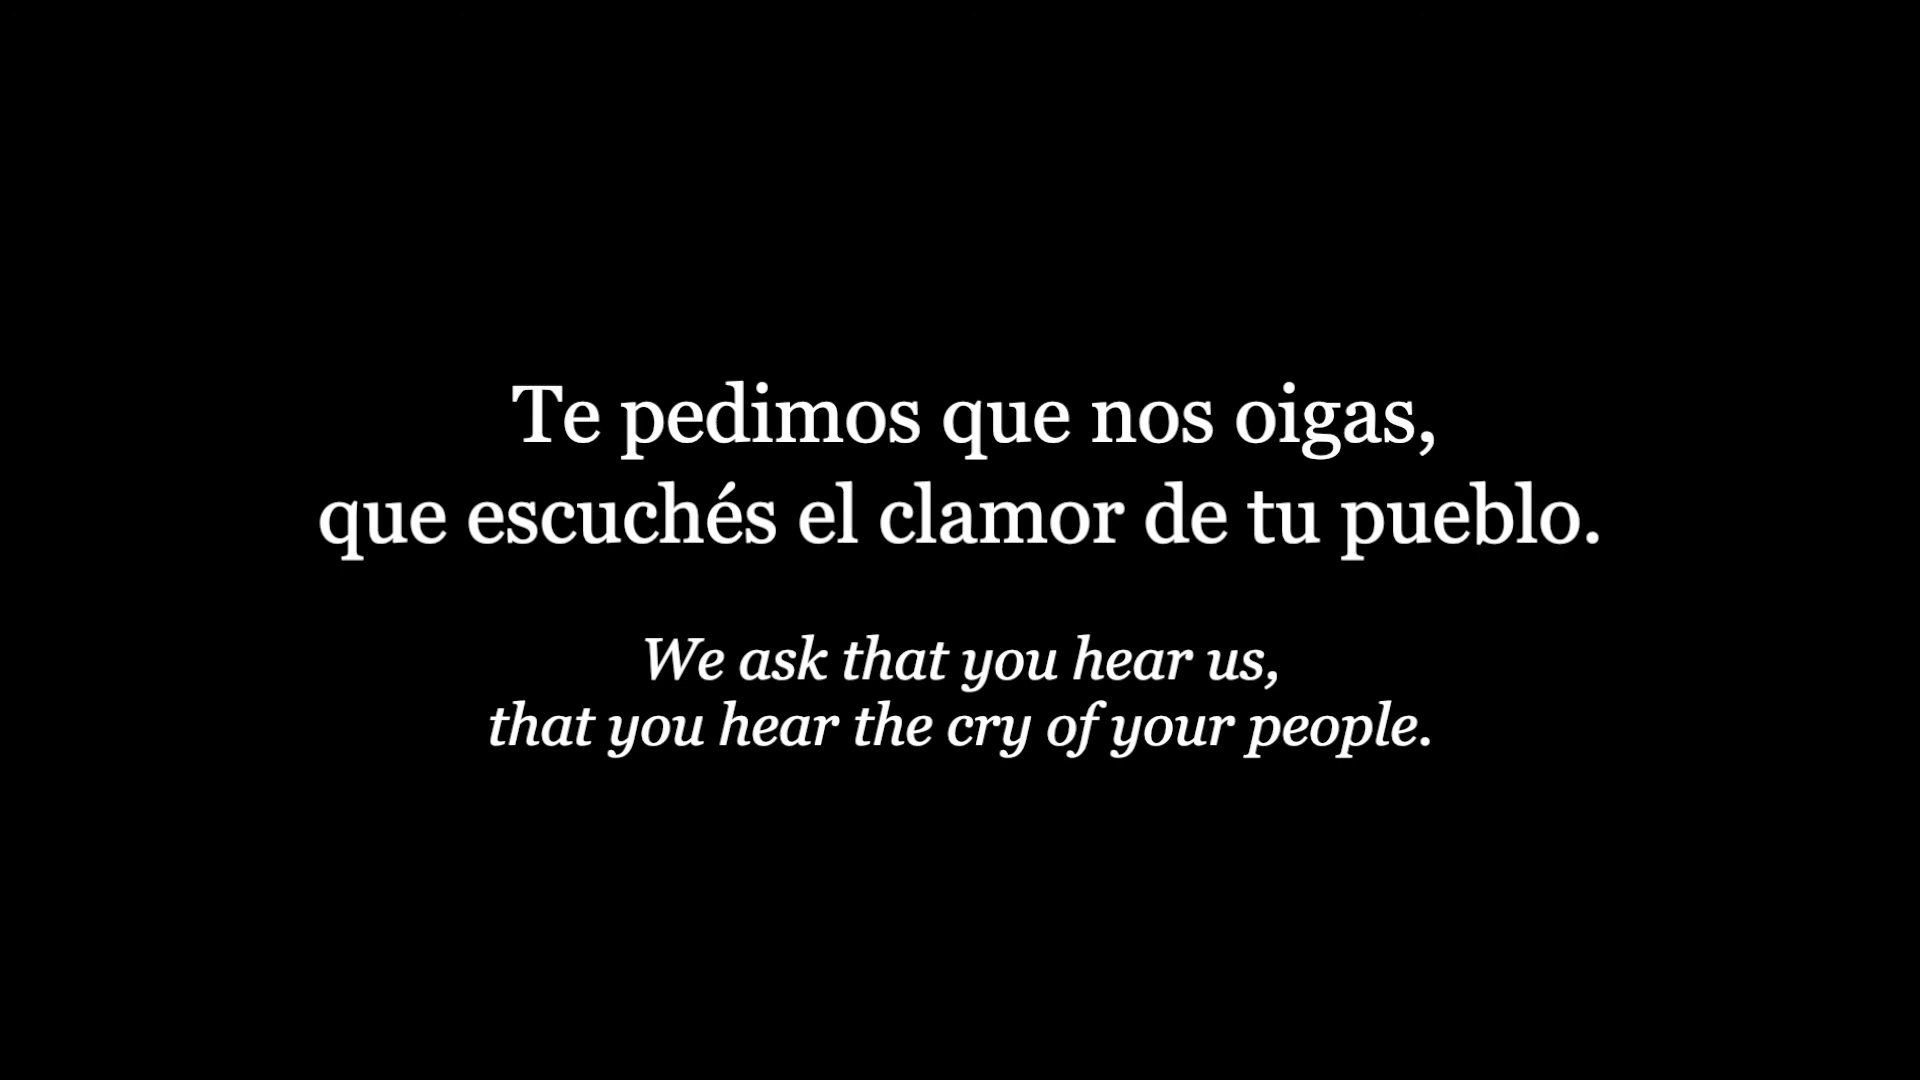 Te pedimos que nos oigas,
que escuchés el clamor de tu pueblo.
We ask that you hear us,
that you hear the cry of your people.